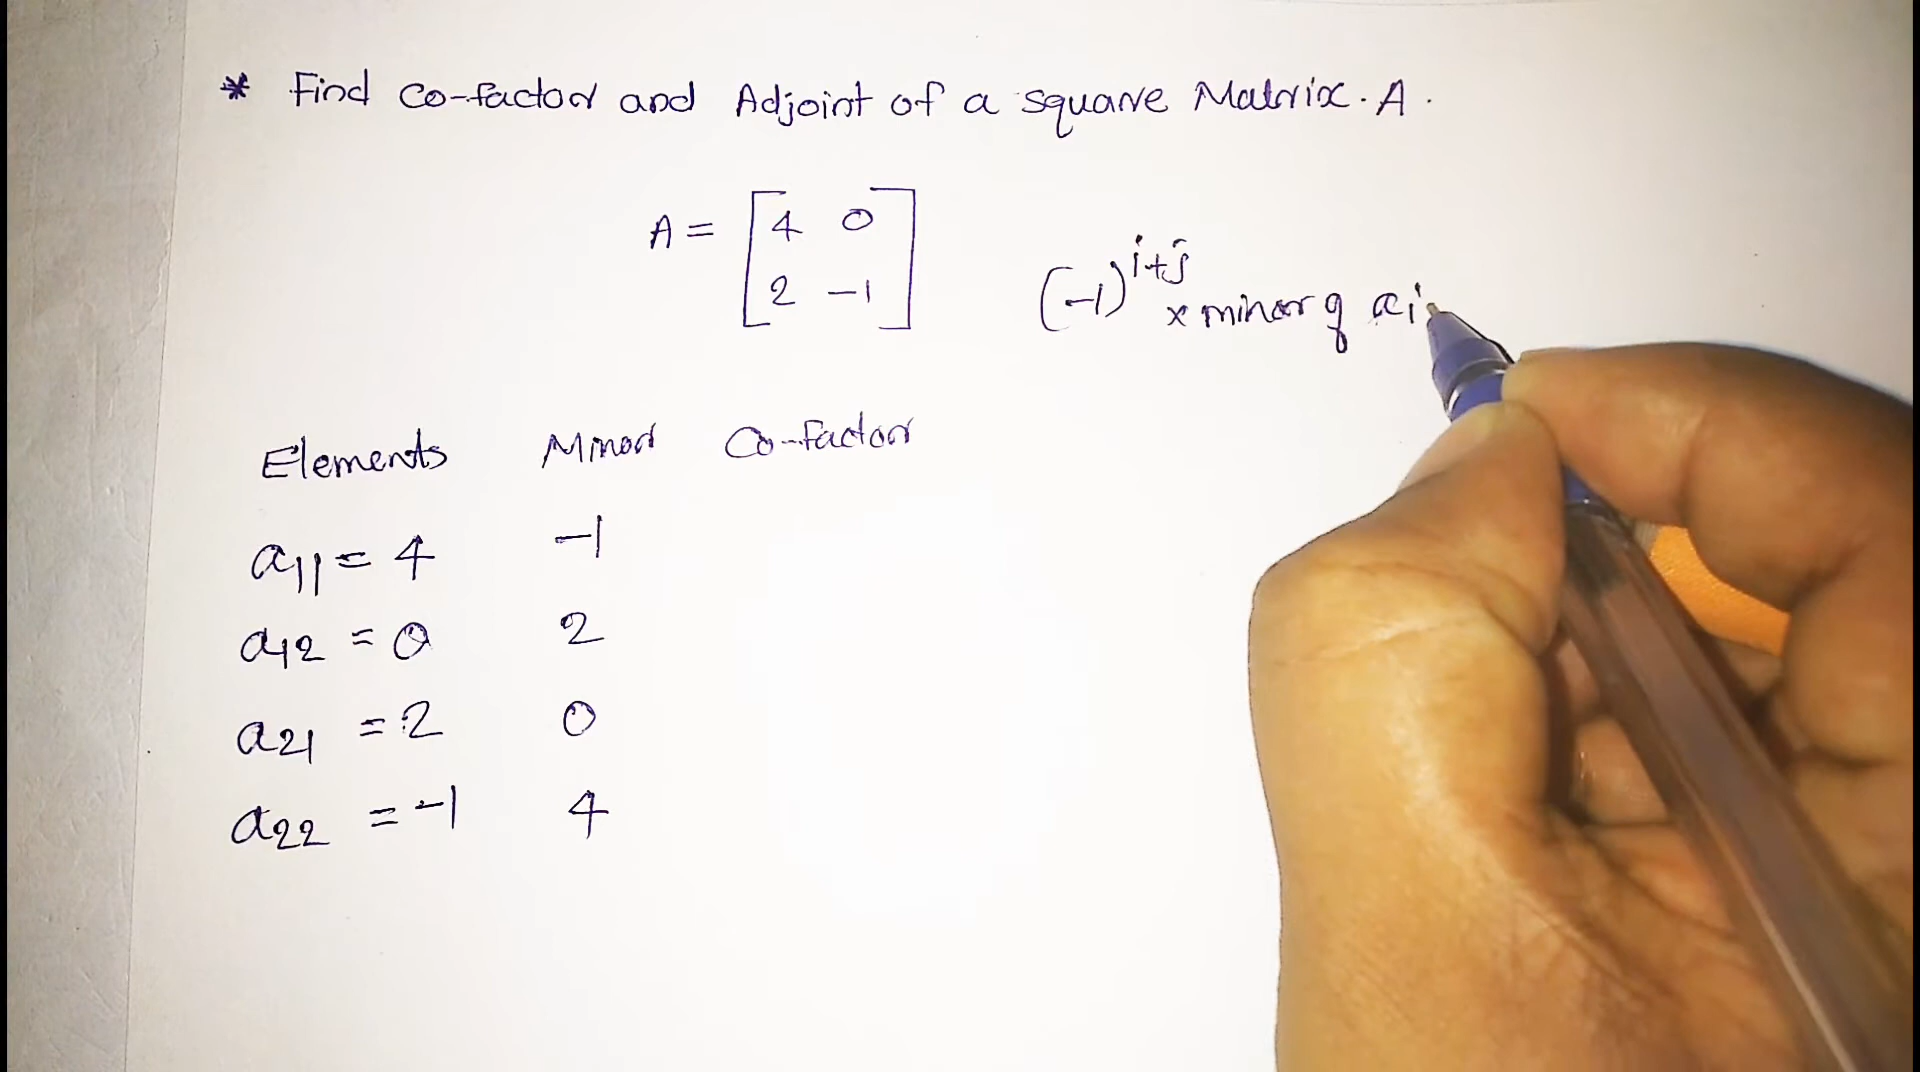 * Find Co-factor and Adjoint of a square Matrix. A.
A = [4 0
2 -1]
(-1)^i+j x minor of ai
Elements Minor Co-factor
a11 = 4 -1
a12 = 0 2
a21 = 2 0
a22 = -1 4